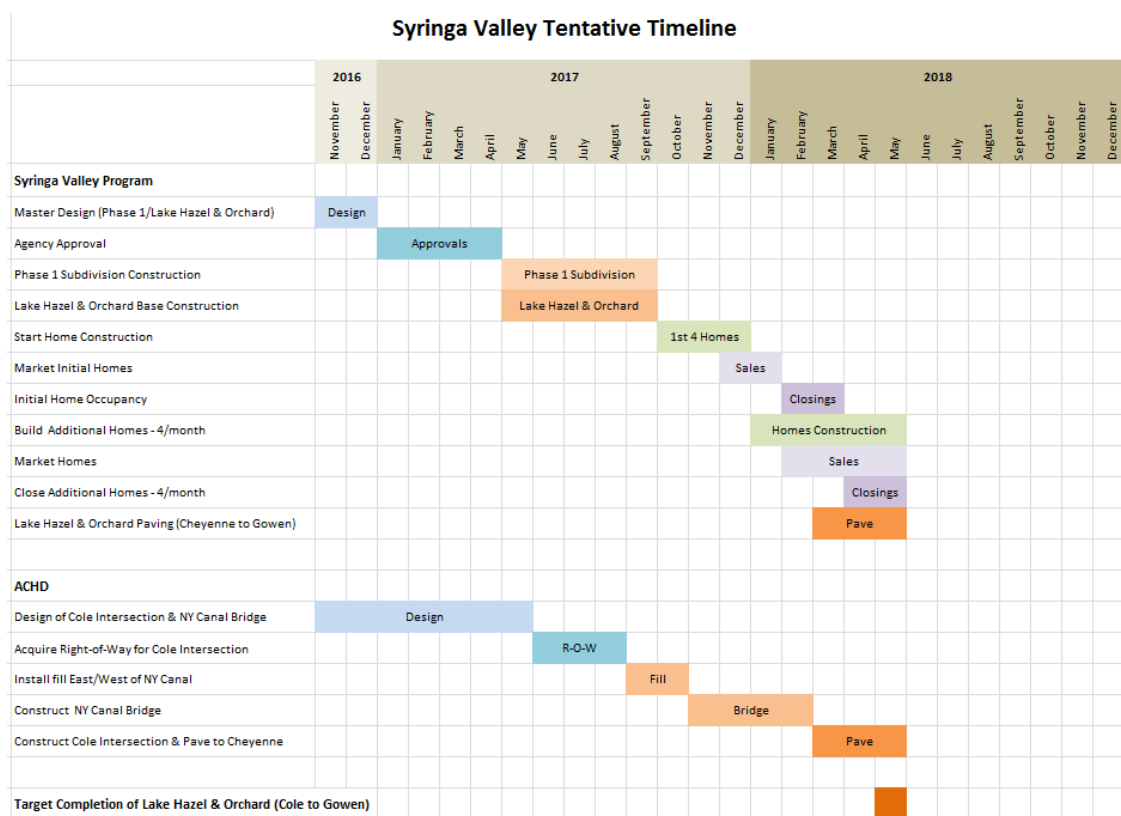 Syringa Valley Tentative Timeline
2016 2017 2018
November December January February March April May June July August September October November December January February March April May June July August September October November December
Syringa Valley Program
Master Design (Phase 1/Lake Hazel & Orchard) Design
Agency Approval Approvals
Phase 1 Subdivision Construction Phase 1 Subdivision
Lake Hazel & Orchard Base Construction Lake Hazel & Orchard
Start Home Construction 1st 4 Homes
Market Initial Homes Sales
Initial Home Occupancy Closings
Build Additional Homes - 4/month Homes Construction
Market Homes Sales
Close Additional Homes - 4/month Closings
Lake Hazel & Orchard Paving (Cheyenne to Gowen) Pave
ACHD
Design of Cole Intersection & NY Canal Bridge Design
Acquire Right-of-Way for Cole Intersection R-O-W
Install fill East/West of NY Canal Fill
Construct NY Canal Bridge Bridge
Construct Cole Intersection & Pave to Cheyenne Pave
Target Completion of Lake Hazel & Orchard (Cole to Gowen)